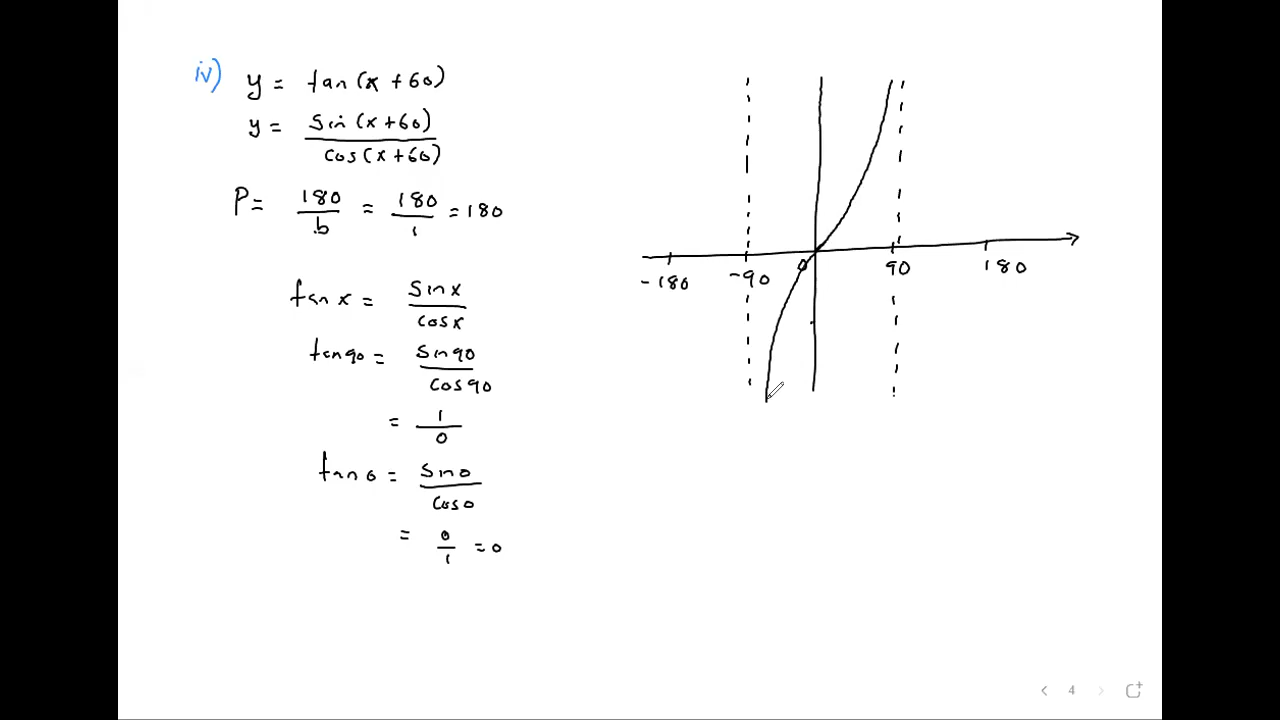 iv) y = tan (x + 60)
y = sin (x + 60) / cos (x + 60)
P = 180 / b = 180 / 1 = 180
tan x = sin x / cos x
tan 90 = sin 90 / cos 90
= 1 / 0
tan 0 = sin 0 / cos 0
= 0 / 1 = 0
-180 -90 0 90 180
< 4 >